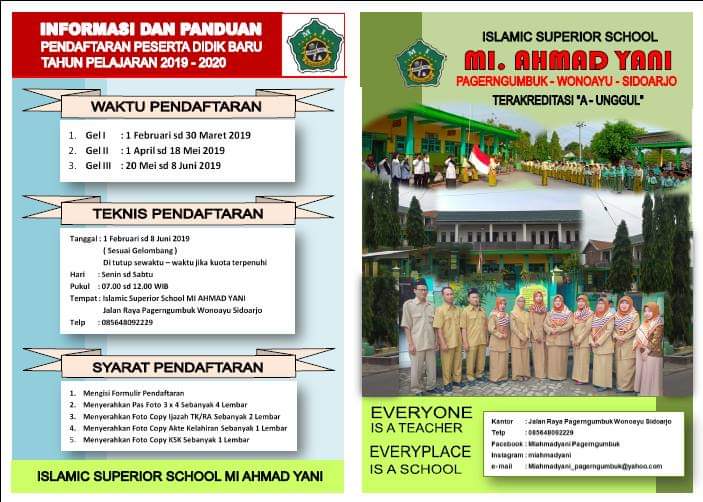 INFORMASI DAN PANDUAN
PENDAFTARAN PESERTA DIDIK BARU
TAHUN PELAJARAN 2019 - 2020
WAKTU PENDAFTARAN
1. Gel I : 1 Februari sd 30 Maret 2019
2. Gel II : 1 April sd 18 Mei 2019
3. Gel III : 20 Mei sd 8 Juni 2019
TEKNIS PENDAFTARAN
Tanggal : 1 Februari sd 8 Juni 2019
( Sesuai Gelombang )
Di tutup sewaktu – waktu jika kuota terpenuhi
Hari : Senin sd Sabtu
Pukul : 07.00 sd 12.00 WIB
Tempat : Islamic Superior School MI AHMAD YANI
Jalan Raya Pagerngumbuk Wonoayu Sidoarjo
Telp : 085648092229
SYARAT PENDAFTARAN
1. Mengisi Formulir Pendaftaran
2. Menyerahkan Pas Foto 3 x 4 Sebanyak 4 Lembar
3. Menyerahkan Foto Copy Ijazah TK/RA Sebanyak 2 Lembar
4. Menyerahkan Foto Copy Akte Kelahiran Sebanyak 1 Lembar
5. Menyerahkan Foto Copy KSK Sebanyak 1 Lembar
ISLAMIC SUPERIOR SCHOOL MI AHMAD YANI
ISLAMIC SUPERIOR SCHOOL
MI. AHMAD YANI
PAGERNGUMBUK - WONOAYU - SIDOARJO
TERAKREDITASI "A - UNGGUL"
EVERYONE
IS A TEACHER
EVERYPLACE
IS A SCHOOL
Kantor : Jalan Raya Pagerngumbuk Wonoayu Sidoarjo
Telp : 085648092229
Facebook : Miahmadyani Pagerngumbuk
Instagram : miahmadyani
e-mail : Miahmadyani_pagerngumbuk@yahoo.com